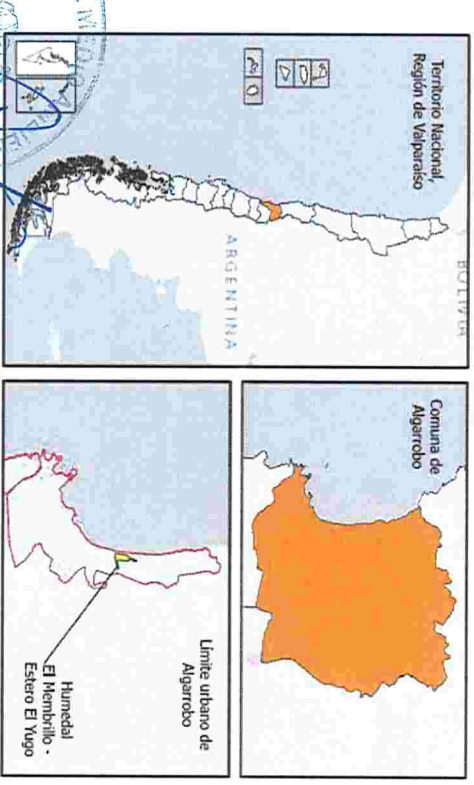 Territorio Nacional,
Región de Valparaíso
BOLIVIA
ARGENTINA
Comuna de
Algarrobo
Límite urbano de
Algarrobo
Humedal
El Membrillo -
Estero El Yugo